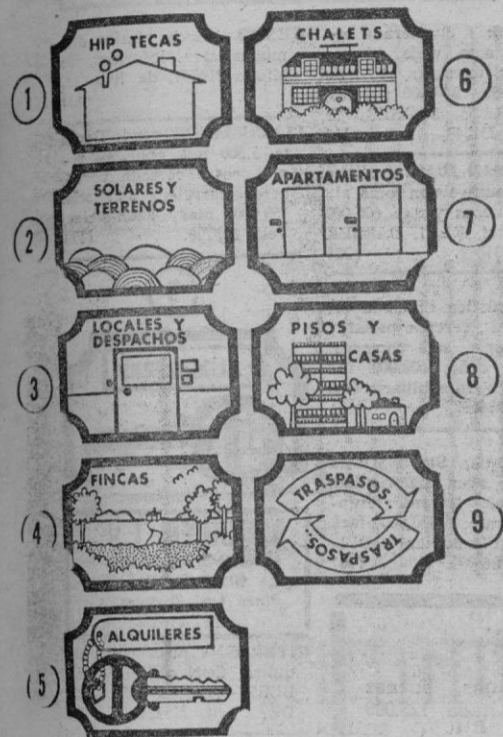 1
HIP TECAS
2
SOLARES Y
TERRENOS
3
LOCALES Y
DESPACHOS
4
FINCAS
5
ALQUILERES
6
CHALETS
7
APARTAMENTOS
8
PISOS Y
CASAS
9
TRASPASOS..
TRASPASOS..